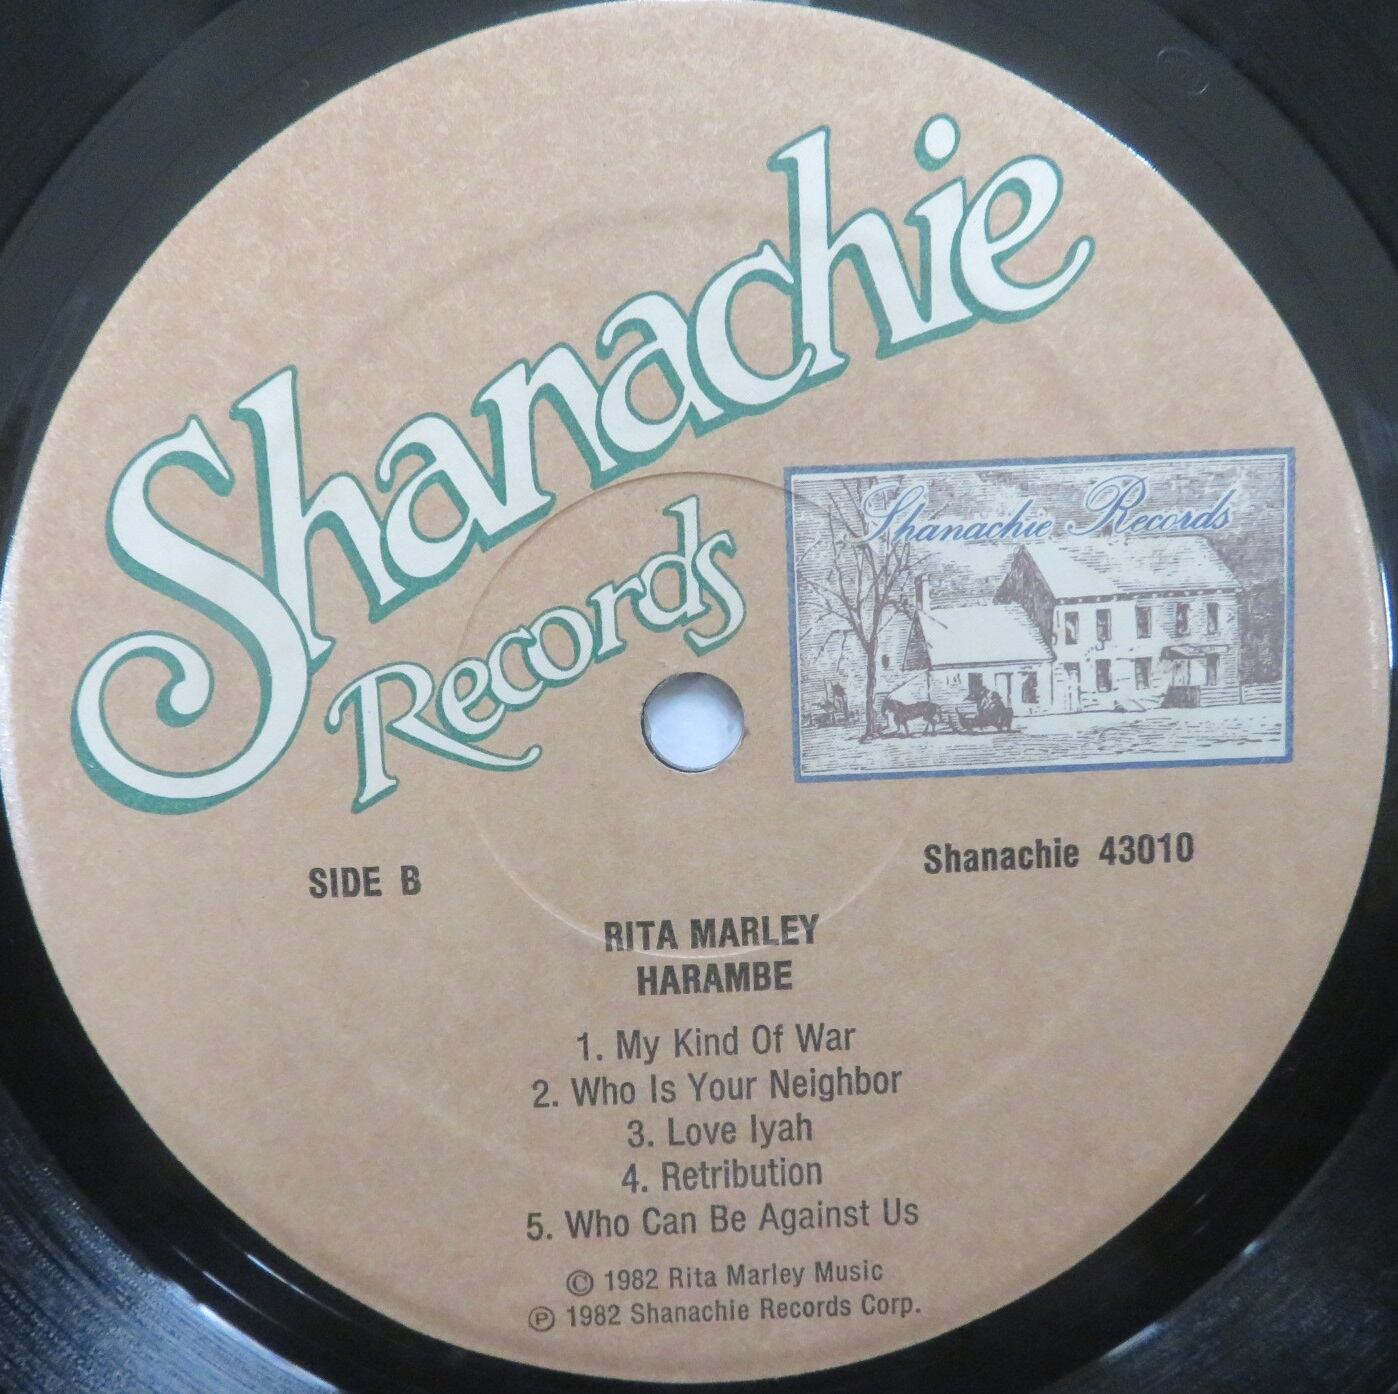 Shanachie
Records
Shanachie Records
SIDE B
Shanachie 43010
RITA MARLEY
HARAMBE
1. My Kind Of War
2. Who Is Your Neighbor
3. Love Iyah
4. Retribution
5. Who Can Be Against Us
© 1982 Rita Marley Music
℗ 1982 Shanachie Records Corp.